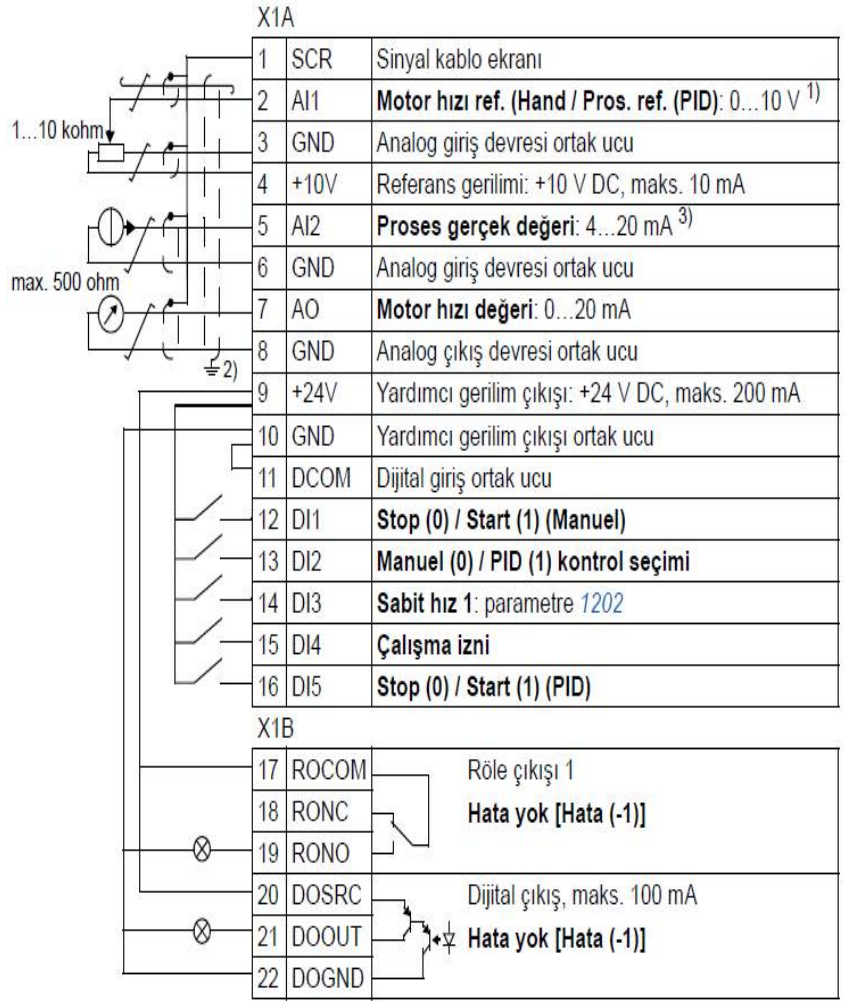 X1A
1 SCR Sinyal kablo ekranı
2 AI1 Motor hızı ref. (Hand / Pros. ref. (PID): 0…10 V 1)
1…10 kohm
3 GND Analog giriş devresi ortak ucu
4 +10V Referans gerilimi: +10 V DC, maks. 10 mA
5 AI2 Proses gerçek değeri: 4…20 mA 3)
6 GND Analog giriş devresi ortak ucu
max. 500 ohm
7 AO Motor hızı değeri: 0…20 mA
8 GND Analog çıkış devresi ortak ucu
2)
9 +24V Yardımcı gerilim çıkışı: +24 V DC, maks. 200 mA
10 GND Yardımcı gerilim çıkışı ortak ucu
11 DCOM Dijital giriş ortak ucu
12 DI1 Stop (0) / Start (1) (Manuel)
13 DI2 Manuel (0) / PID (1) kontrol seçimi
14 DI3 Sabit hız 1: parametre 1202
15 DI4 Çalışma izni
16 DI5 Stop (0) / Start (1) (PID)
X1B
17 ROCOM Röle çıkışı 1
18 RONC Hata yok [Hata (-1)]
19 RONO
20 DOSRC Dijital çıkış, maks. 100 mA
21 DOOUT Hata yok [Hata (-1)]
22 DOGND